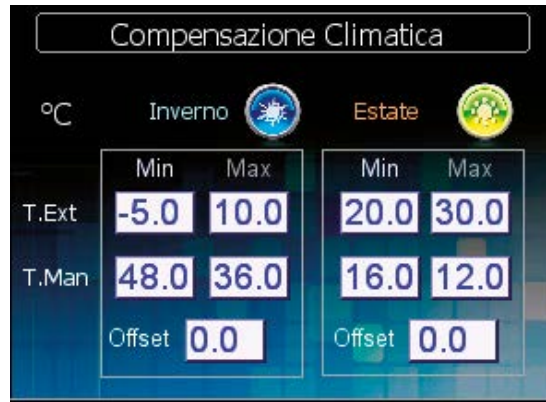 Compensazione Climatica
°C Inverno Estate
Min Max Min Max
T.Ext -5.0 10.0 20.0 30.0
T.Man 48.0 36.0 16.0 12.0
Offset 0.0 Offset 0.0